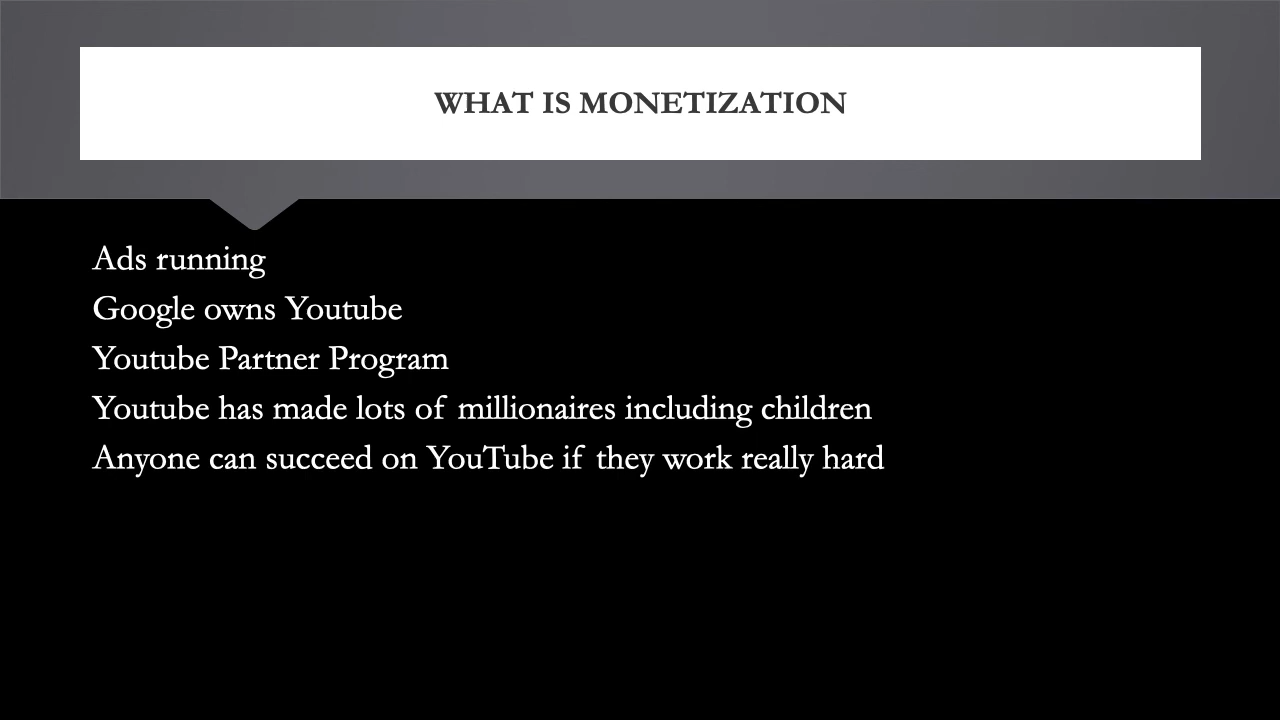 WHAT IS MONETIZATION
Ads running
Google owns Youtube
Youtube Partner Program
Youtube has made lots of millionaires including children
Anyone can succeed on YouTube if they work really hard